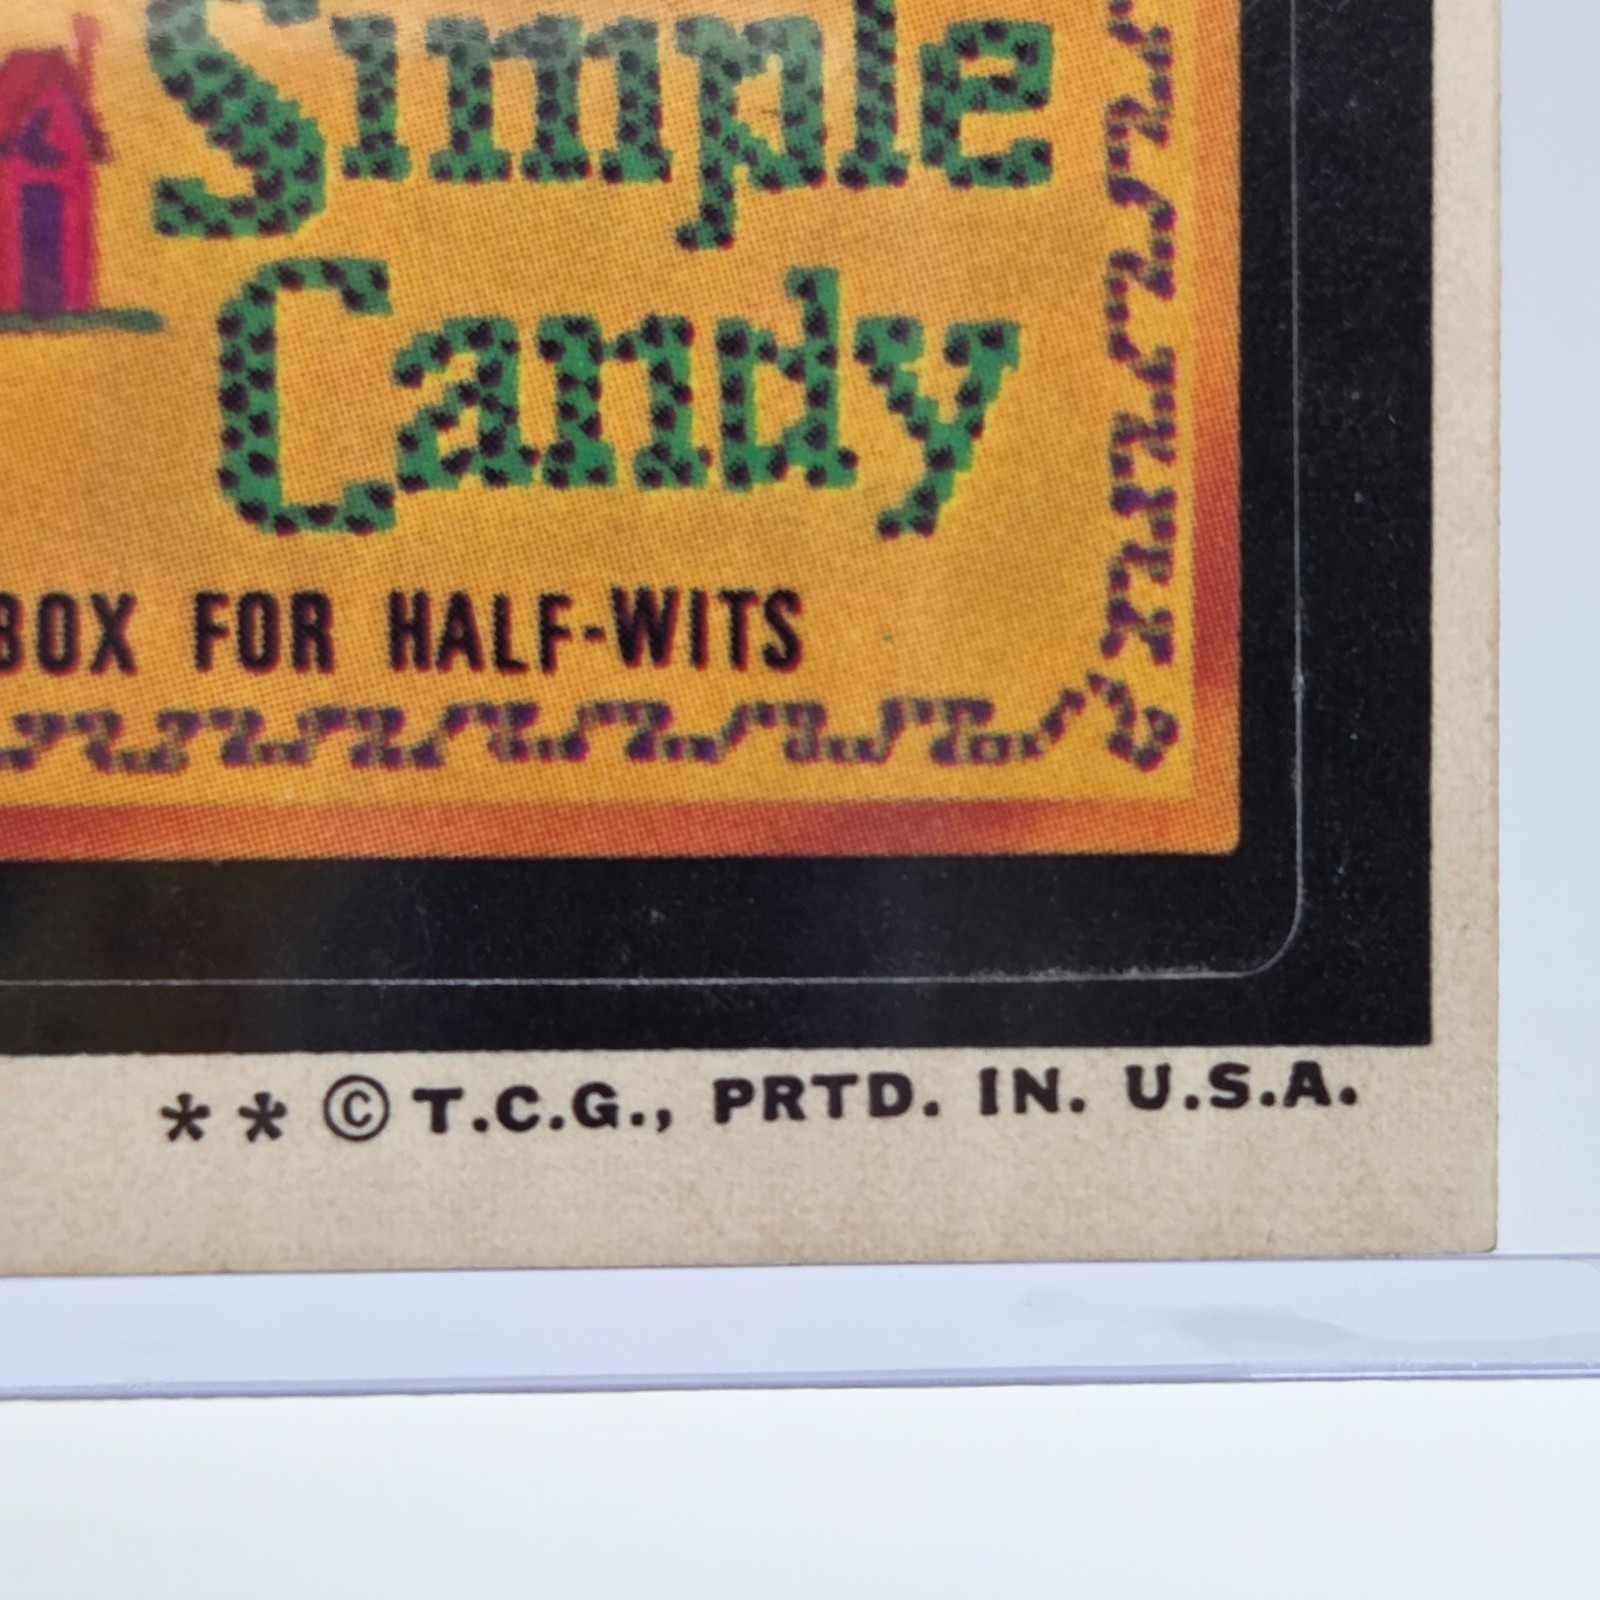 Simple
Candy
BOX FOR HALF-WITS
** © T.C.G., PRTD. IN. U.S.A.